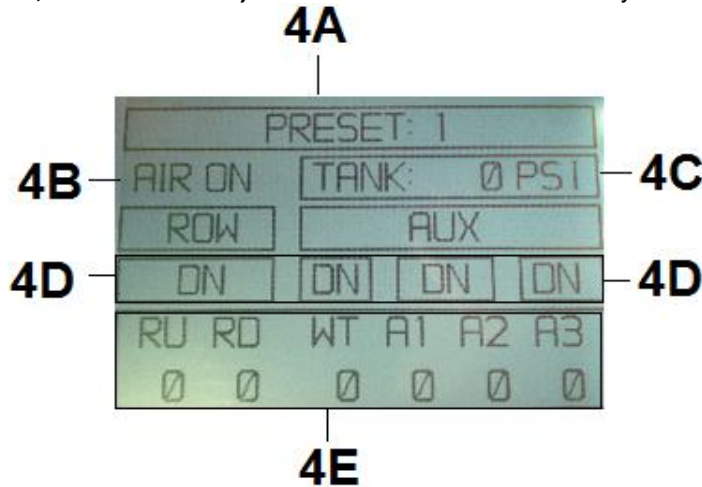 4A
PRESET: 1
4B AIR ON TANK: 0 PSI 4C
ROW AUX
4D DN DN DN DN 4D
RU RD WT A1 A2 A3
0 0 0 0 0 0
4E